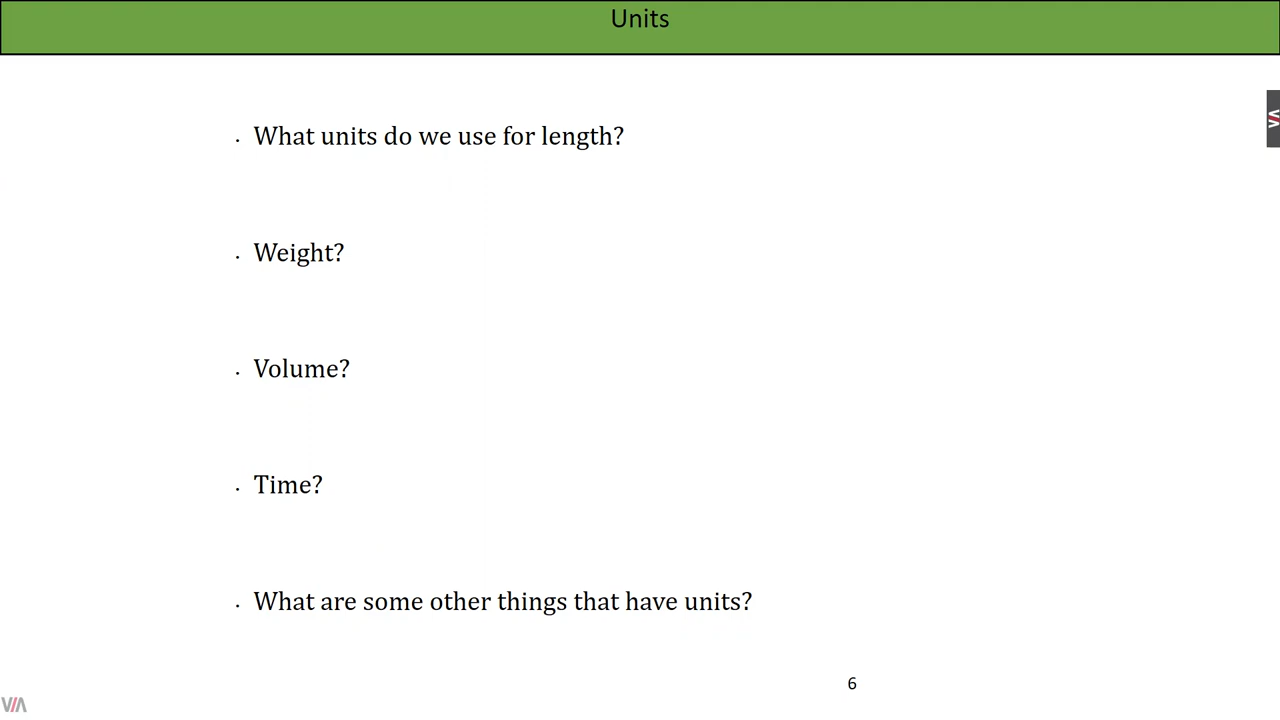 Units
· What units do we use for length?
· Weight?
· Volume?
· Time?
· What are some other things that have units?
6
VIA